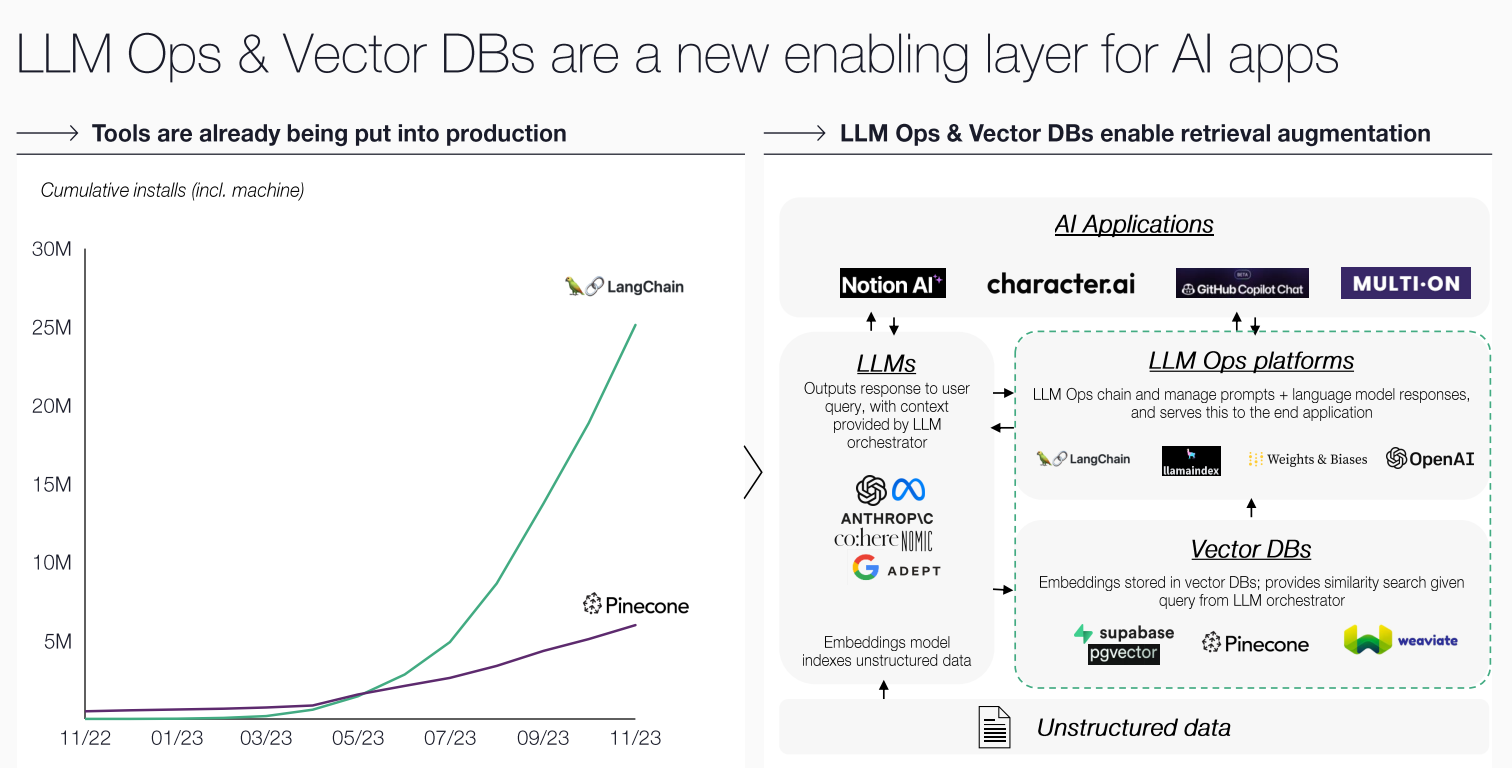 LLM Ops & Vector DBs are a new enabling layer for AI apps
Tools are already being put into production
Cumulative installs (incl. machine)
30M
25M
20M
15M
10M
5M
LangChain
Pinecone
11/22
01/23
03/23
05/23
07/23
09/23
11/23
LLM Ops & Vector DBs enable retrieval augmentation
AI Applications
Notion AI
character.ai
BETA
GitHub Copilot Chat
MULTI·ON
LLMs
Outputs response to user
query, with context
provided by LLM
orchestrator
ANTHROP\C
co:here NOMIC
ADEPT
Embeddings model
indexes unstructured data
LLM Ops platforms
LLM Ops chain and manage prompts + language model responses,
and serves this to the end application
LangChain
llamaindex
Weights & Biases
OpenAI
Vector DBs
Embeddings stored in vector DBs; provides similarity search given
query from LLM orchestrator
supabase
pgvector
Pinecone
weaviate
Unstructured data